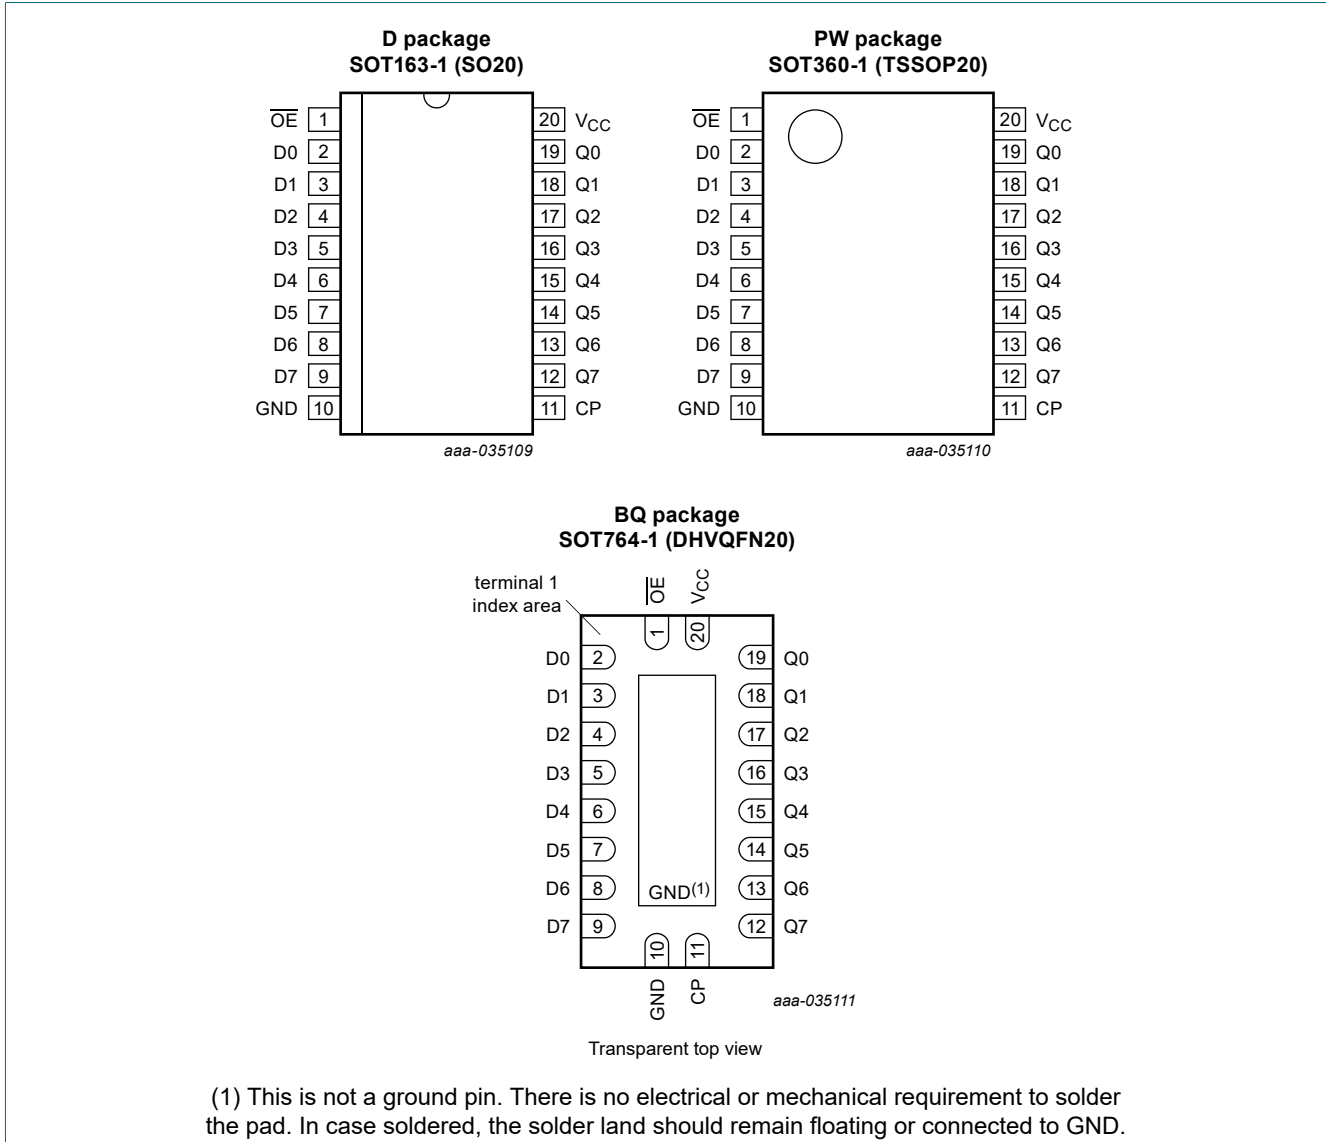 D package
SOT163-1 (SO20)
OE 1
D0 2
D1 3
D2 4
D3 5
D4 6
D5 7
D6 8
D7 9
GND 10
20 VCC
19 Q0
18 Q1
17 Q2
16 Q3
15 Q4
14 Q5
13 Q6
12 Q7
11 CP
aaa-035109
PW package
SOT360-1 (TSSOP20)
OE 1
D0 2
D1 3
D2 4
D3 5
D4 6
D5 7
D6 8
D7 9
GND 10
20 VCC
19 Q0
18 Q1
17 Q2
16 Q3
15 Q4
14 Q5
13 Q6
12 Q7
11 CP
aaa-035110
BQ package
SOT764-1 (DHVQFN20)
terminal 1
index area
OE 1
VCC 20
D0 2
D1 3
D2 4
D3 5
D4 6
D5 7
D6 8
D7 9
19 Q0
18 Q1
17 Q2
16 Q3
15 Q4
14 Q5
13 Q6
12 Q7
GND(1)
10 GND
11 CP
aaa-035111
Transparent top view
(1) This is not a ground pin. There is no electrical or mechanical requirement to solder
the pad. In case soldered, the solder land should remain floating or connected to GND.